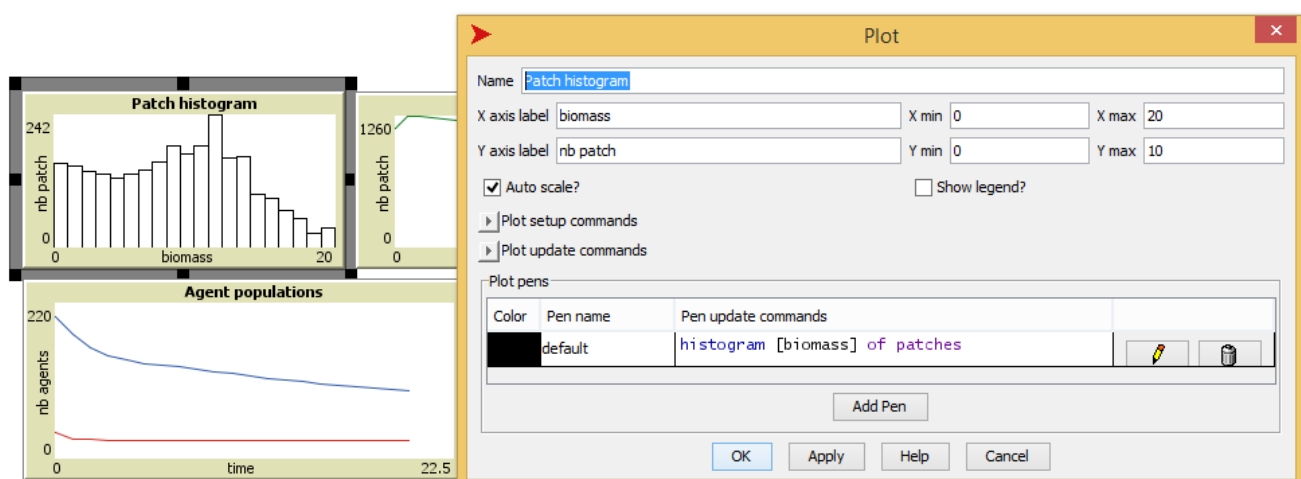 Plot
Name Patch histogram
X axis label biomass X min 0 X max 20
Y axis label nb patch Y min 0 Y max 10
Auto scale? Show legend?
Plot setup commands
Plot update commands
Plot pens
Color Pen name Pen update commands
default histogram [biomass] of patches
Add Pen
OK Apply Help Cancel
Patch histogram
242
nb patch
0
0 biomass 20
1260
nb patch
0
0
Agent populations
220
nb agents
0
0 time 22.5